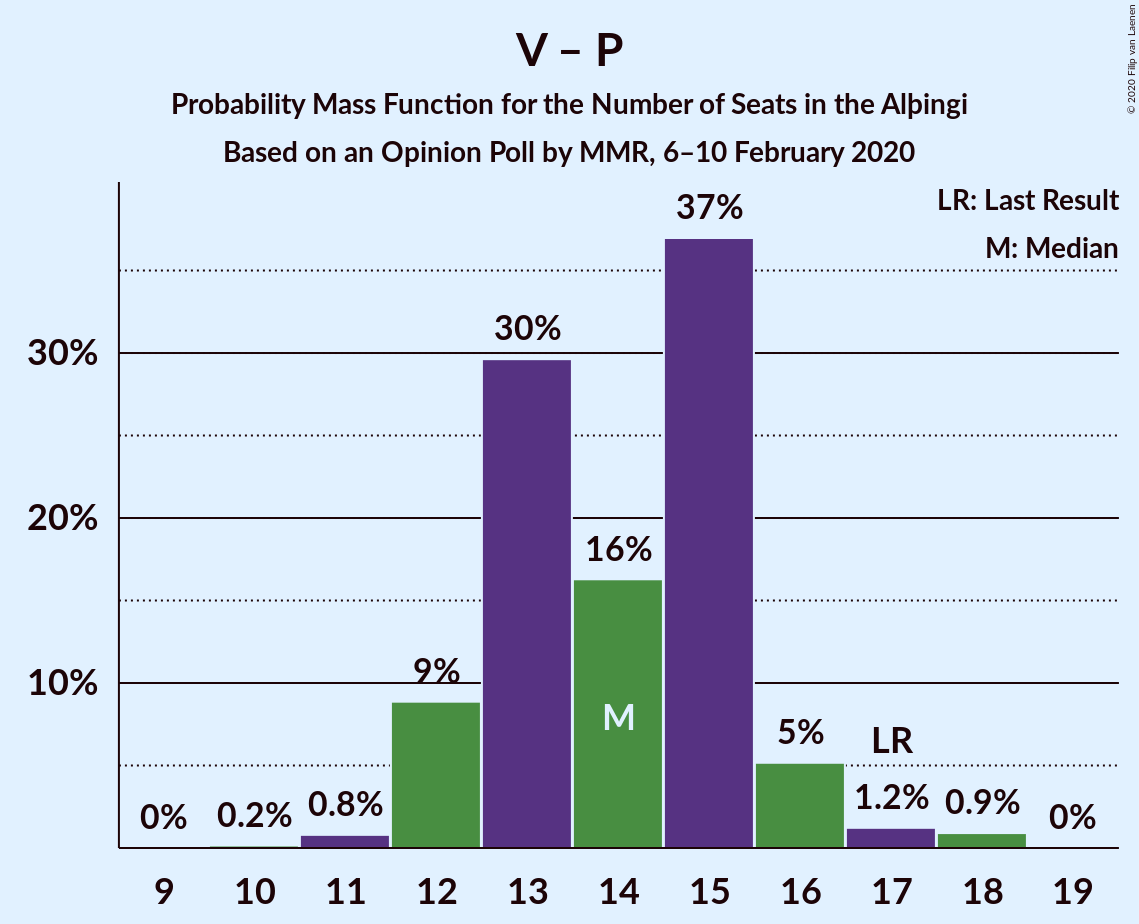 V – P
Probability Mass Function for the Number of Seats in the Alþingi
Based on an Opinion Poll by MMR, 6–10 February 2020
© 2020 Filip van Laenen
LR: Last Result
M: Median
37%
30%
30%
20%
16%
10%
9%
M
5%
LR
0%
0.2%
0.8%
1.2%
0.9%
0%
9 10 11 12 13 14 15 16 17 18 19